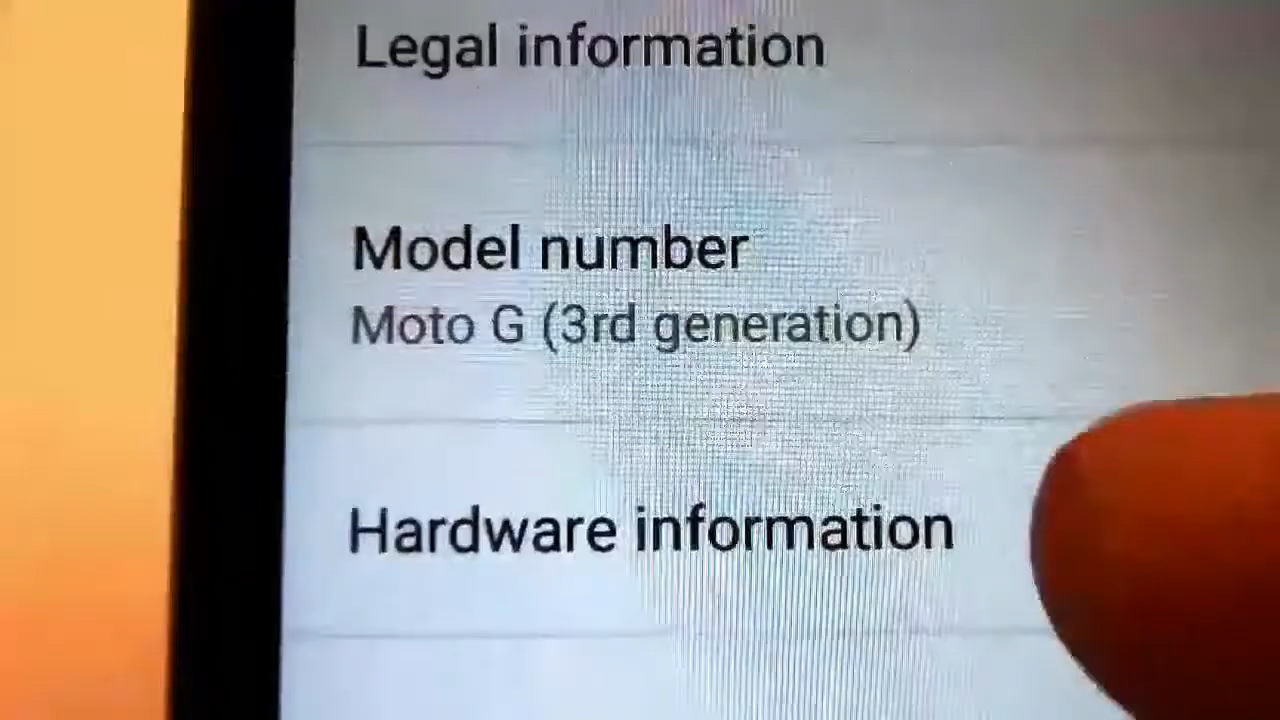 Legal information
Model number
Moto G (3rd generation)
Hardware information